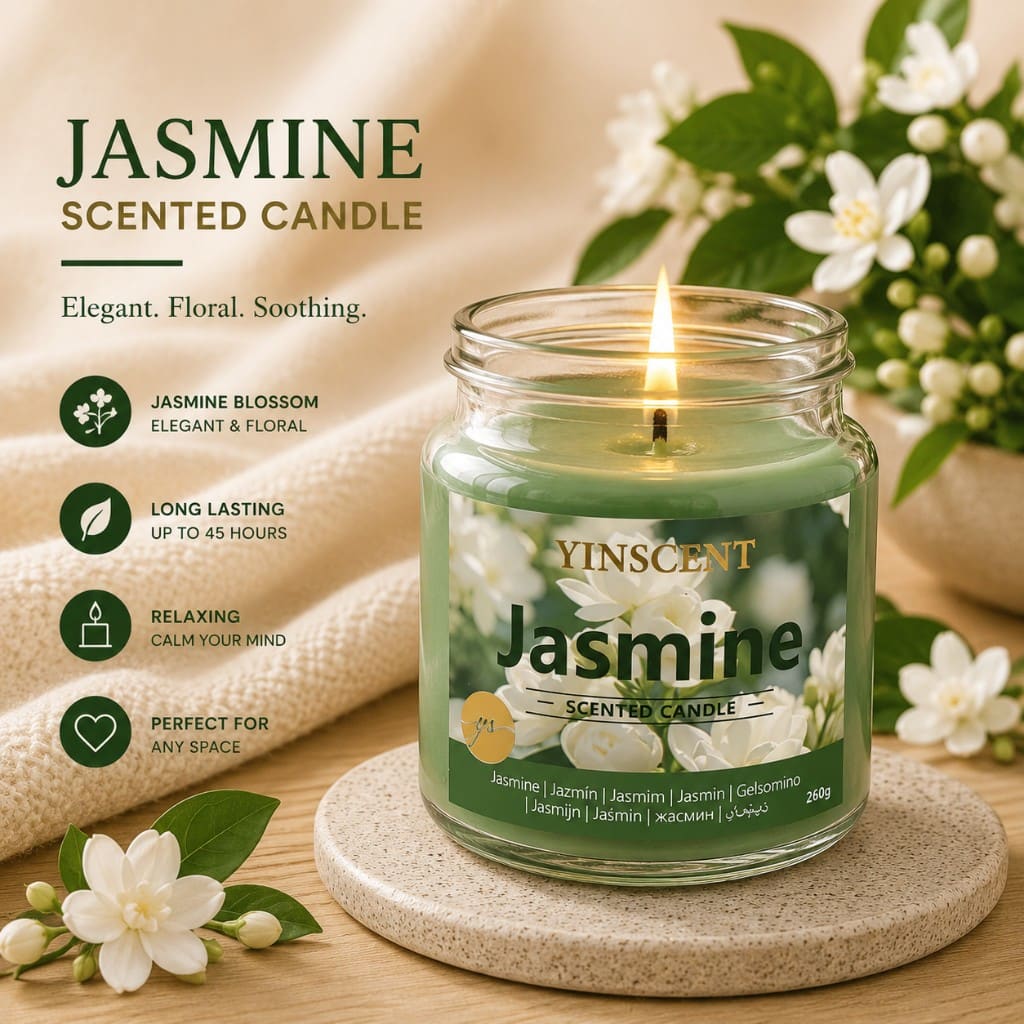 JASMINE
SCENTED CANDLE
Elegant. Floral. Soothing.
JASMINE BLOSSOM
ELEGANT & FLORAL
LONG LASTING
UP TO 45 HOURS
RELAXING
CALM YOUR MIND
PERFECT FOR
ANY SPACE
YINSCENT
Jasmine
SCENTED CANDLE
ys
Jasmine | Jazmín | Jasmim | Jasmin | Gelsomino
| Jasmijn | Jaśmin | жасмин |
260g